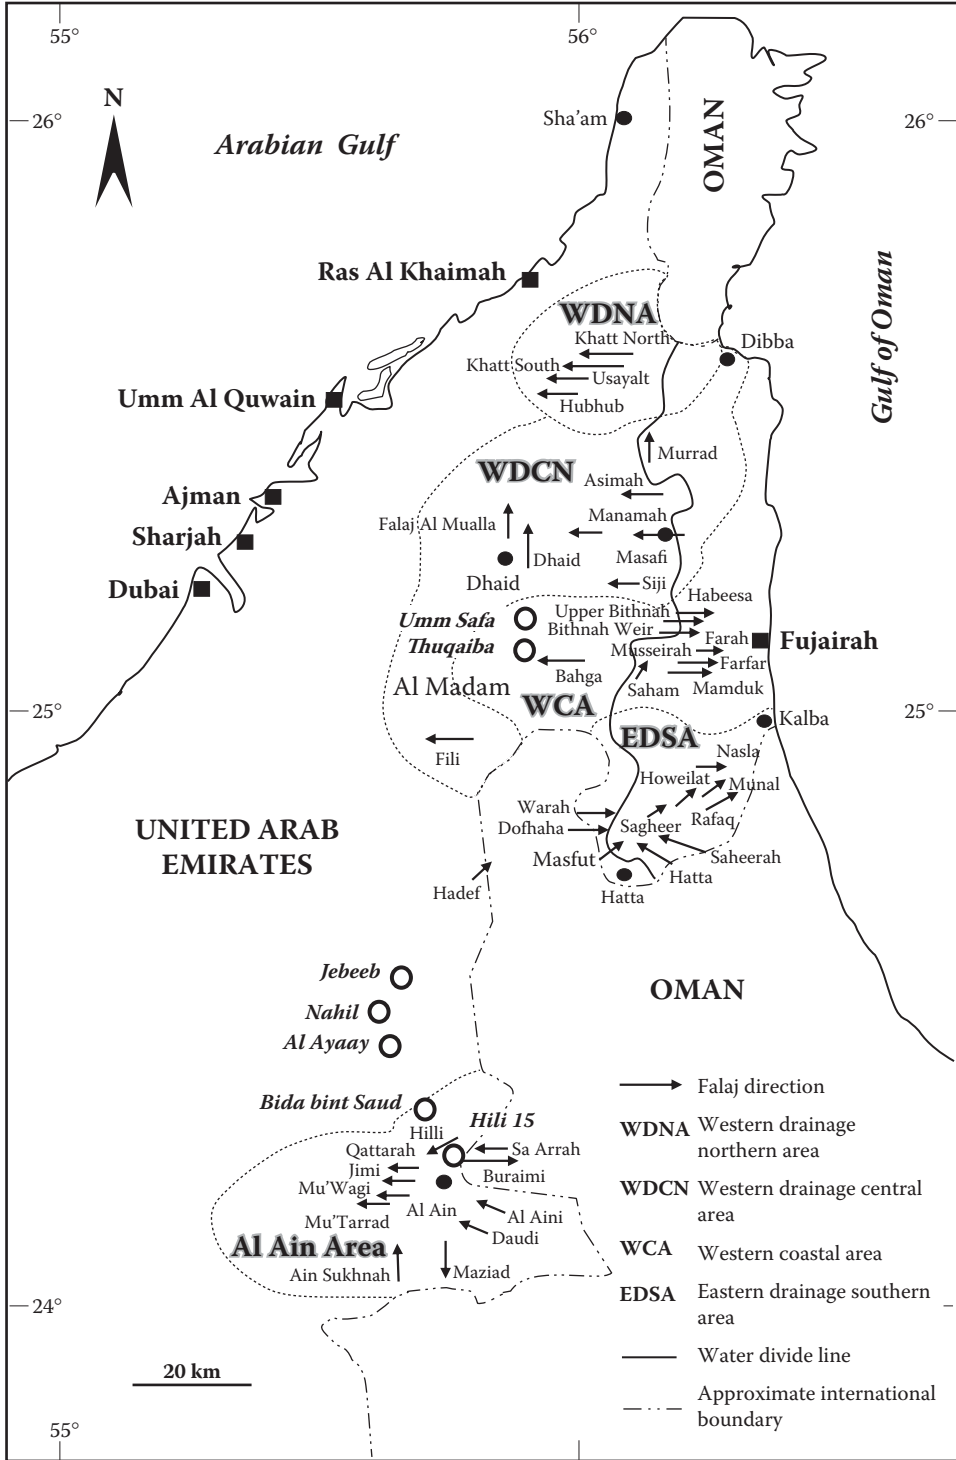 55°
56°
N
26°
26°
Arabian Gulf
Sha'am
OMAN
Ras Al Khaimah
Gulf of Oman
WDNA
Khatt North
Dibba
Khatt South
Usayalt
Umm Al Quwain
Hubhub
Murrad
WDCN
Asimah
Ajman
Manamah
Falaj Al Mualla
Sharjah
Masafi
Dhaid
Dhaid
Siji
Dubai
Habeesa
Upper Bithnah
Umm Safa
Bithnah Weir
Farah
Fujairah
Thuqaiba
Musseirah
Farfar
Bahga
Al Madam
Saham
Mamduk
WCA
25°
25°
Kalba
EDSA
Fili
Nasla
Howeilat
Munal
Warah
Rafaq
Dofhaha
Sagheer
UNITED ARAB
EMIRATES
Masfut
Saheerah
Hatta
Hadef
Hatta
Jebeeb
OMAN
Nahil
Al Ayaay
Falaj direction
Bida bint Saud
Hili 15
WDNA Western drainage
northern area
Hilli
Qattarah
Sa Arrah
Jimi
Buraimi
Mu'Wagi
WDCN Western drainage central
area
Al Ain
Al Aini
Mu'Tarrad
Daudi
Al Ain Area
WCA Western coastal area
Ain Sukhnah
Maziad
EDSA Eastern drainage southern
area
24°
Water divide line
20 km
Approximate international
boundary
55°